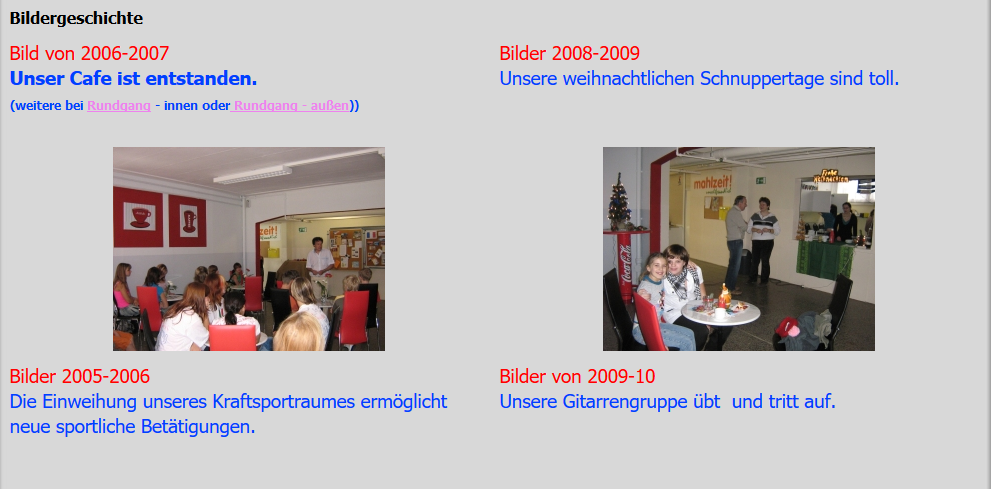 Bildergeschichte
Bild von 2006-2007
Unser Cafe ist entstanden.
(weitere bei Rundgang - innen oder Rundgang - außen))
Bilder 2008-2009
Unsere weihnachtlichen Schnuppertage sind toll.
zeit!
mahlzeit!
Frohe
Weihnachten
Coca-Cola
Bilder 2005-2006
Die Einweihung unseres Kraftsportraumes ermöglicht
neue sportliche Betätigungen.
Bilder von 2009-10
Unsere Gitarrengruppe übt  und tritt auf.